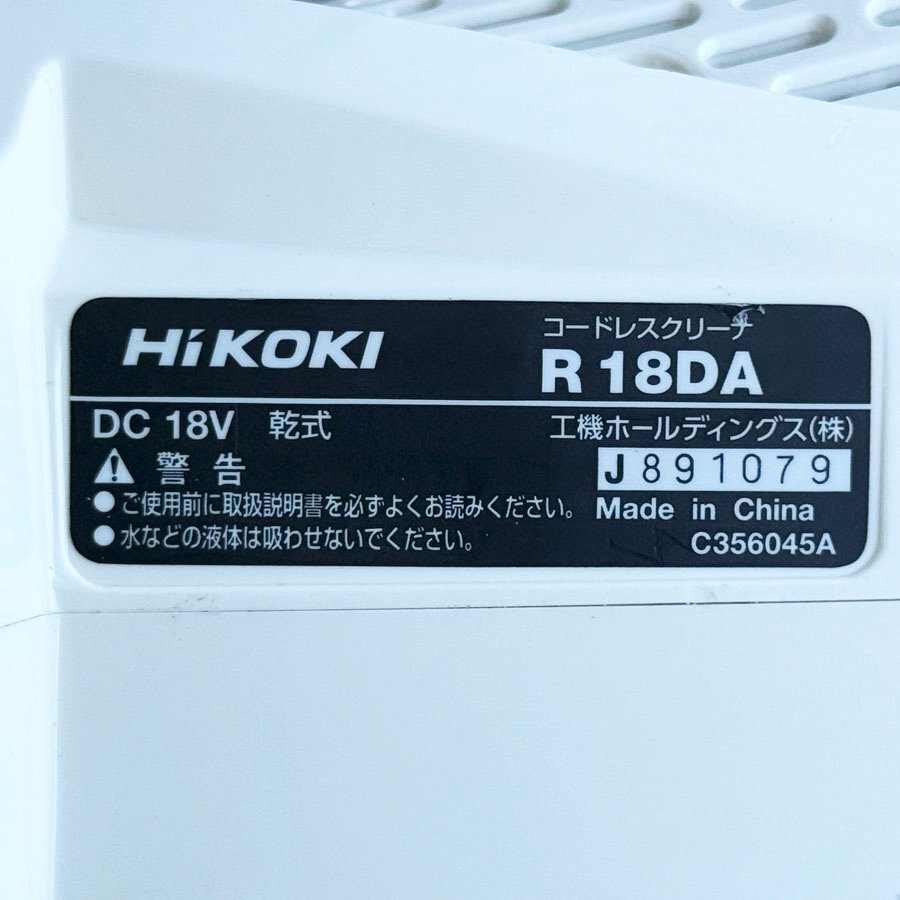 HiKOKI
コードレスクリーナ
R 18DA
DC 18V 乾式
工機ホールディングス(株)
警告
J891079
●ご使用前に取扱説明書を必ずよくお読みください。
Made in China
●水などの液体は吸わせないでください。
C356045A